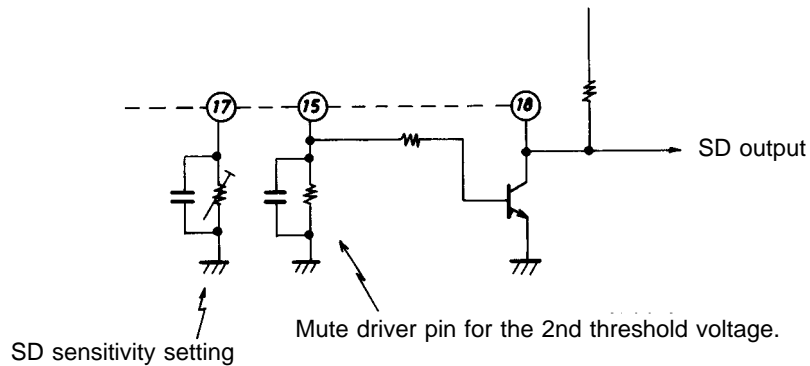 17 15 18
SD output
Mute driver pin for the 2nd threshold voltage.
SD sensitivity setting